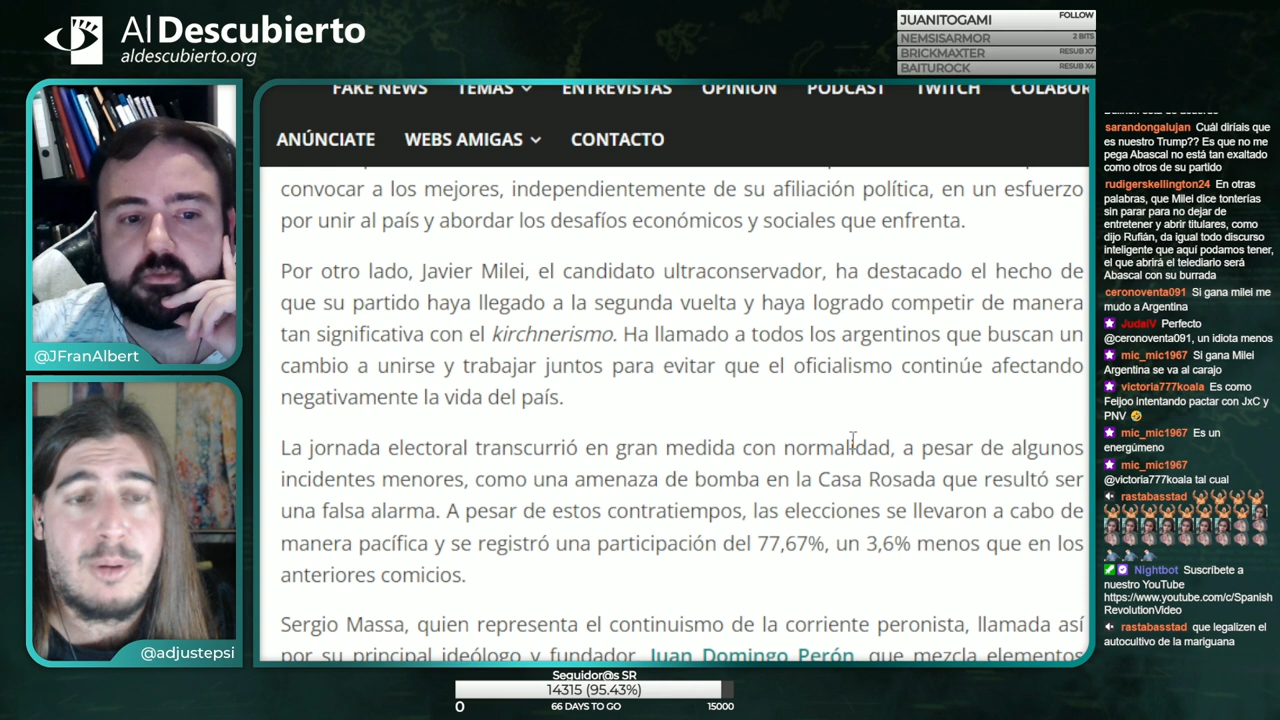 Al Descubierto
aldescubierto.org
JUANITOGAMI FOLLOW
NEMSISARMOR 2 BITS
BRICKMAXTER RESUB X7
BAITUROCK RESUB X4
@JFranAlbert
@adjustepsi
FAKE NEWS TEMAS ENTREVISTAS OPINIÓN PODCAST TWITCH COLABOR
ANÚNCIATE WEBS AMIGAS CONTACTO
convocar a los mejores, independientemente de su afiliación política, en un esfuerzo
por unir al país y abordar los desafíos económicos y sociales que enfrenta.
Por otro lado, Javier Milei, el candidato ultraconservador, ha destacado el hecho de
que su partido haya llegado a la segunda vuelta y haya logrado competir de manera
tan significativa con el kirchnerismo. Ha llamado a todos los argentinos que buscan un
cambio a unirse y trabajar juntos para evitar que el oficialismo continúe afectando
negativamente la vida del país.
La jornada electoral transcurrió en gran medida con normalidad, a pesar de algunos
incidentes menores, como una amenaza de bomba en la Casa Rosada que resultó ser
una falsa alarma. A pesar de estos contratiempos, las elecciones se llevaron a cabo de
manera pacífica y se registró una participación del 77,67%, un 3,6% menos que en los
anteriores comicios.
Sergio Massa, quien representa el continuismo de la corriente peronista, llamada así
por su principal ideólogo y fundador, Juan Domingo Perón, que mezcla elementos
sarandongalujan Cuál diríais que
es nuestro Trump?? Es que no me
pega Abascal no está tan exaltado
como otros de su partido
rudigerskellington24 En otras
palabras, que Milei dice tonterías
sin parar para no dejar de
entretener y abrir titulares, como
dijo Rufián, da igual todo discurso
inteligente que aquí podamos tener,
el que abrirá el telediario será
Abascal con su burrada
ceronoventa091 Si gana milei me
mudo a Argentina
JudaiV Perfecto
@ceronoventa091, un idiota menos
mic_mic1967 Si gana Milei
Argentina se va al carajo
victoria777koala Es como
Feijoo intentando pactar con JxC y
PNV
mic_mic1967 Es un
energúmeno
mic_mic1967
@victoria777koala tal cual
rastabasstad
Nightbot Suscríbete a
nuestro YouTube
https://www.youtube.com/c/Spanish
RevolutionVideo
rastabasstad que legalizen el
autocultivo de la mariguana
Seguidor@s SR
14315 (95.43%)
0 66 DAYS TO GO 15000